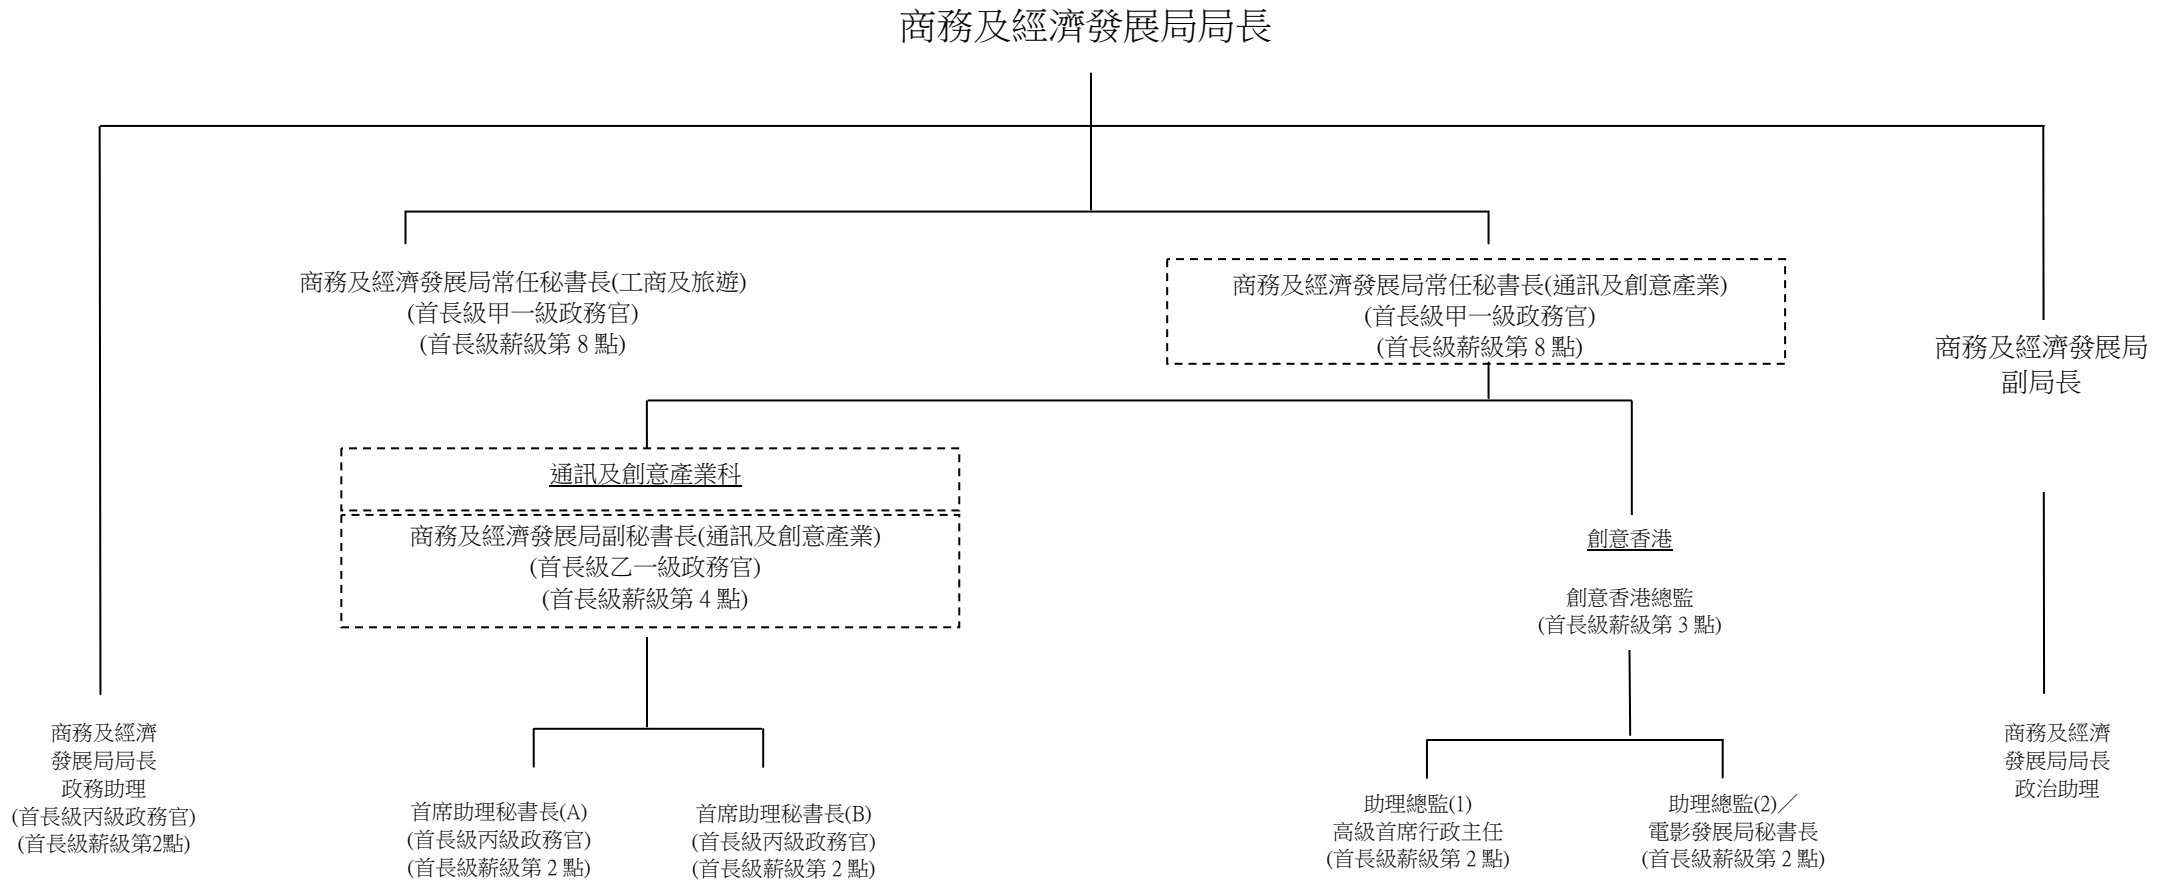 商務及經濟發展局局長
商務及經濟發展局常任秘書長(工商及旅遊)
(首長級甲一級政務官)
(首長級薪級第 8 點)
商務及經濟發展局常任秘書長(通訊及創意產業)
(首長級甲一級政務官)
(首長級薪級第 8 點)
商務及經濟發展局
副局長
通訊及創意產業科
商務及經濟發展局副秘書長(通訊及創意產業)
(首長級乙一級政務官)
(首長級薪級第 4 點)
創意香港
創意香港總監
(首長級薪級第 3 點)
商務及經濟
發展局局長
政務助理
(首長級丙級政務官)
(首長級薪級第2點)
首席助理秘書長(A)
(首長級丙級政務官)
(首長級薪級第 2 點)
首席助理秘書長(B)
(首長級丙級政務官)
(首長級薪級第 2 點)
助理總監(1)
高級首席行政主任
(首長級薪級第 2 點)
助理總監(2)／
電影發展局秘書長
(首長級薪級第 2 點)
商務及經濟
發展局局長
政治助理